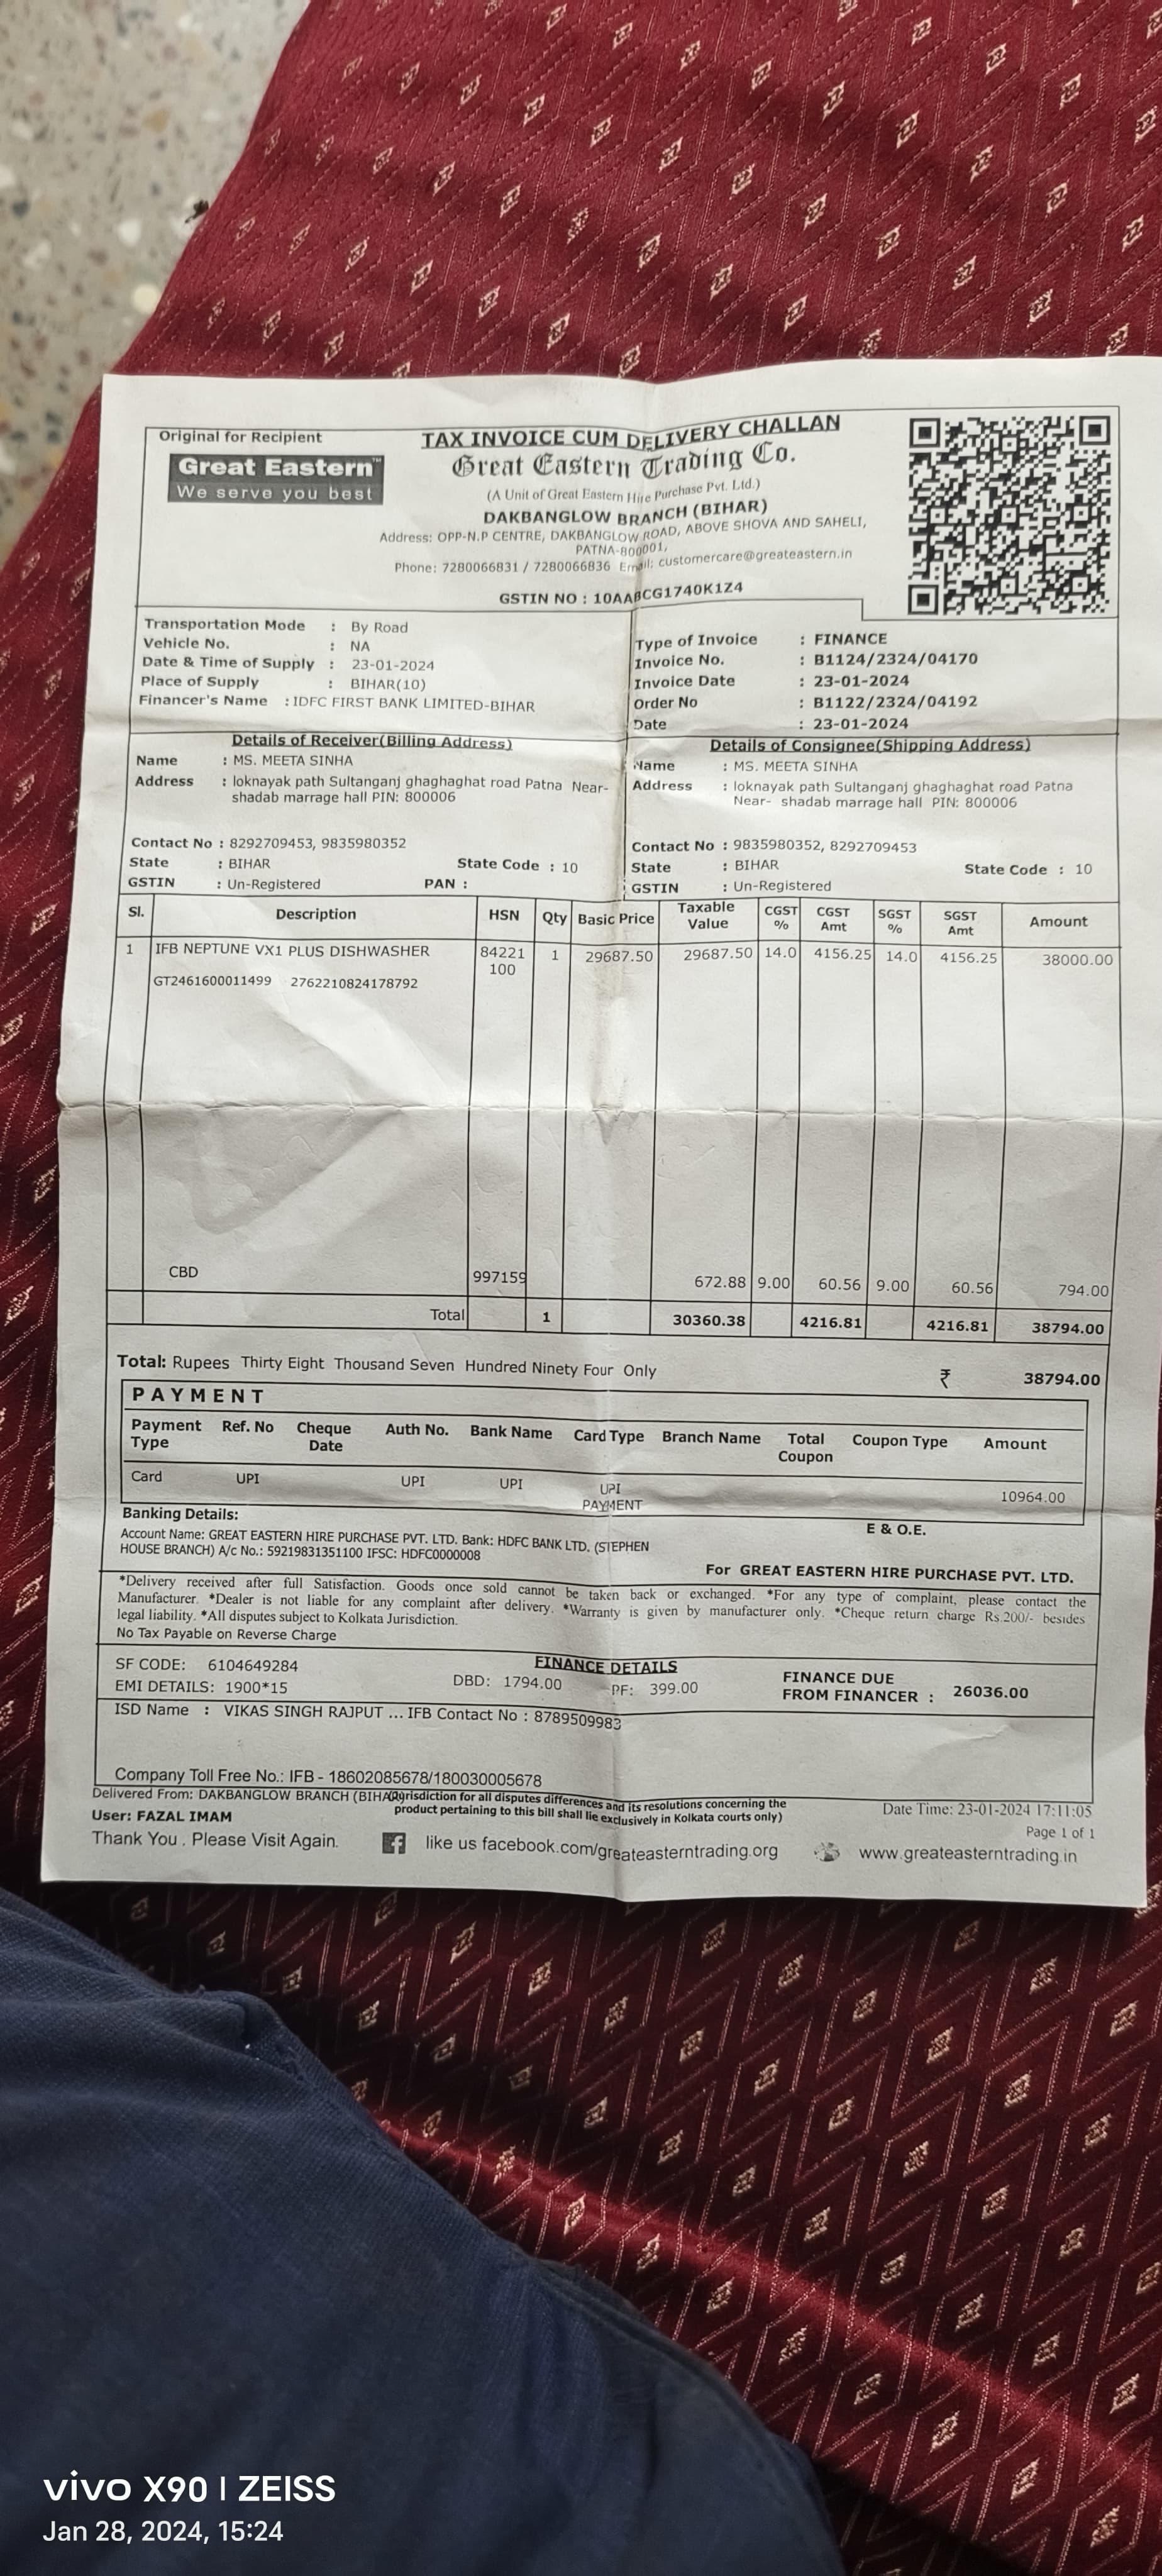 Original for Recipient
TAX INVOICE CUM DELIVERY CHALLAN
Great Eastern™
We serve you best
Great Eastern Trading Co.
(A Unit of Great Eastern Hire Purchase Pvt. Ltd.)
DAKBANGLOW BRANCH (BIHAR)
Address: OPP-N.P CENTRE, DAKBANGLOW ROAD, ABOVE SHOVA AND SAHELI,
PATNA-800001,
Phone: 7280066831 / 7280066836 Email: customercare@greateastern.in
GSTIN NO : 10AABCG1740K1Z4
Transportation Mode : By Road
Vehicle No. : NA
Date & Time of Supply : 23-01-2024
Place of Supply : BIHAR(10)
Financer's Name : IDFC FIRST BANK LIMITED-BIHAR
Type of Invoice : FINANCE
Invoice No. : B1124/2324/04170
Invoice Date : 23-01-2024
Order No : B1122/2324/04192
Date : 23-01-2024
Details of Receiver(Billing Address)
Name : MS. MEETA SINHA
Address : loknayak path Sultanganj ghaghaghat road Patna Near-
shadab marrage hall PIN: 800006
Contact No : 8292709453, 9835980352
State : BIHAR State Code : 10
GSTIN : Un-Registered PAN :
Details of Consignee(Shipping Address)
Name : MS. MEETA SINHA
Address : loknayak path Sultanganj ghaghaghat road Patna
Near- shadab marrage hall PIN: 800006
Contact No : 9835980352, 8292709453
State : BIHAR State Code : 10
GSTIN : Un-Registered
Sl. Description HSN Qty Basic Price Taxable Value CGST % CGST Amt SGST % SGST Amt Amount
1 IFB NEPTUNE VX1 PLUS DISHWASHER 84221 1 29687.50 29687.50 14.0 4156.25 14.0 4156.25 38000.00
100
GT2461600011499 2762210824178792
CBD 997159 672.88 9.00 60.56 9.00 60.56 794.00
Total 1 30360.38 4216.81 4216.81 38794.00
Total: Rupees Thirty Eight Thousand Seven Hundred Ninety Four Only ₹ 38794.00
PAYMENT
Payment Type Ref. No Cheque Date Auth No. Bank Name Card Type Branch Name Total Coupon Coupon Type Amount
Card UPI UPI UPI UPI PAYMENT 10964.00
Banking Details:
E & O.E.
Account Name: GREAT EASTERN HIRE PURCHASE PVT. LTD. Bank: HDFC BANK LTD. (STEPHEN
HOUSE BRANCH) A/c No.: 59219831351100 IFSC: HDFC0000008
For GREAT EASTERN HIRE PURCHASE PVT. LTD.
*Delivery received after full Satisfaction. Goods once sold cannot be taken back or exchanged. *For any type of complaint, please contact the
Manufacturer. *Dealer is not liable for any complaint after delivery. *Warranty is given by manufacturer only. *Cheque return charge Rs.200/- besides
legal liability. *All disputes subject to Kolkata Jurisdiction.
No Tax Payable on Reverse Charge
FINANCE DETAILS
SF CODE: 6104649284
EMI DETAILS: 1900*15
DBD: 1794.00 PF: 399.00
FINANCE DUE
FROM FINANCER : 26036.00
ISD Name : VIKAS SINGH RAJPUT ... IFB Contact No : 8789509983
Company Toll Free No.: IFB - 18602085678/180030005678
Delivered From: DAKBANGLOW BRANCH (BIHAR)
(Jurisdiction for all disputes differences and its resolutions concerning the
product pertaining to this bill shall lie exclusively in Kolkata courts only)
Date Time: 23-01-2024 17:11:05
User: FAZAL IMAM
Page 1 of 1
Thank You . Please Visit Again. like us facebook.com/greateasterntrading.org www.greateasterntrading.in
vivo X90 | ZEISS
Jan 28, 2024, 15:24